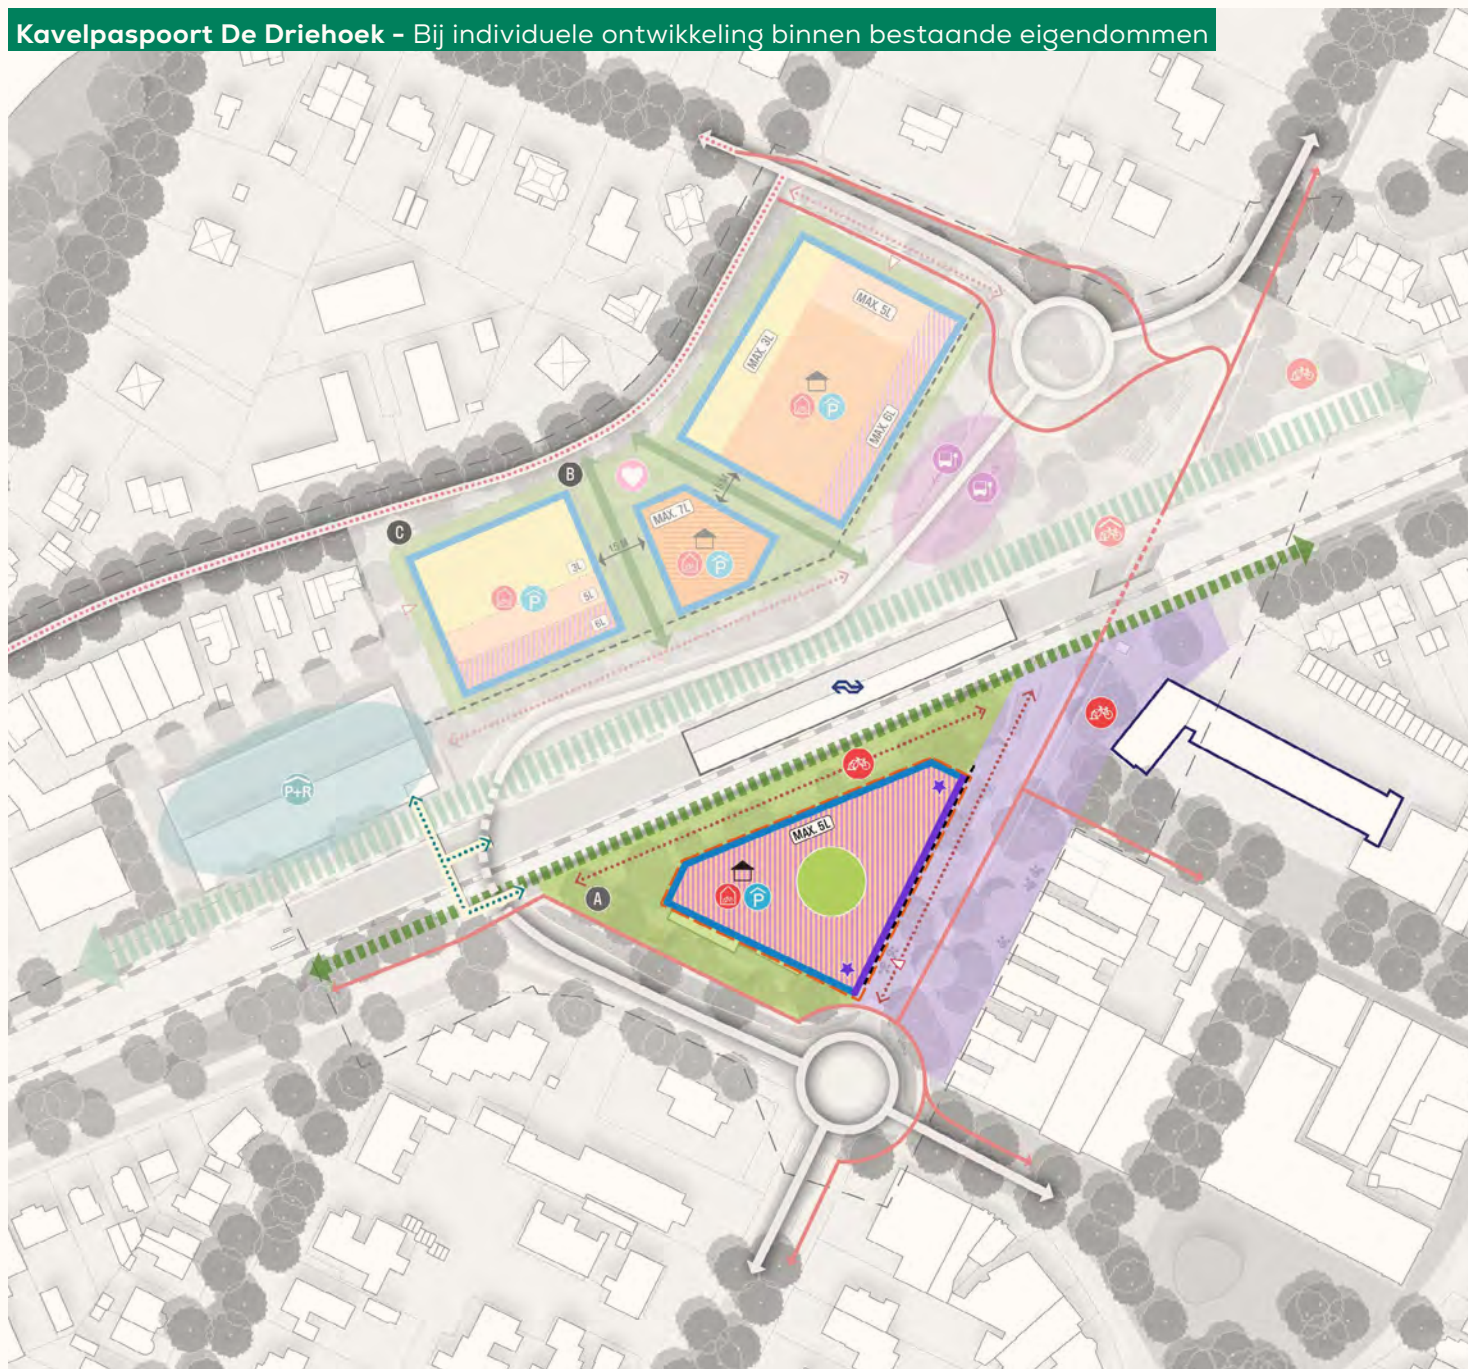 Kavelpaspoort De Driehoek - Bij individuele ontwikkeling binnen bestaande eigendommen
MAX. 5L
MAX. 3L
P
MAX. 6L
B
MAX. 7L
C
15 M
3L
P
P
5L
6L
P+R
MAX. 5L
A
P